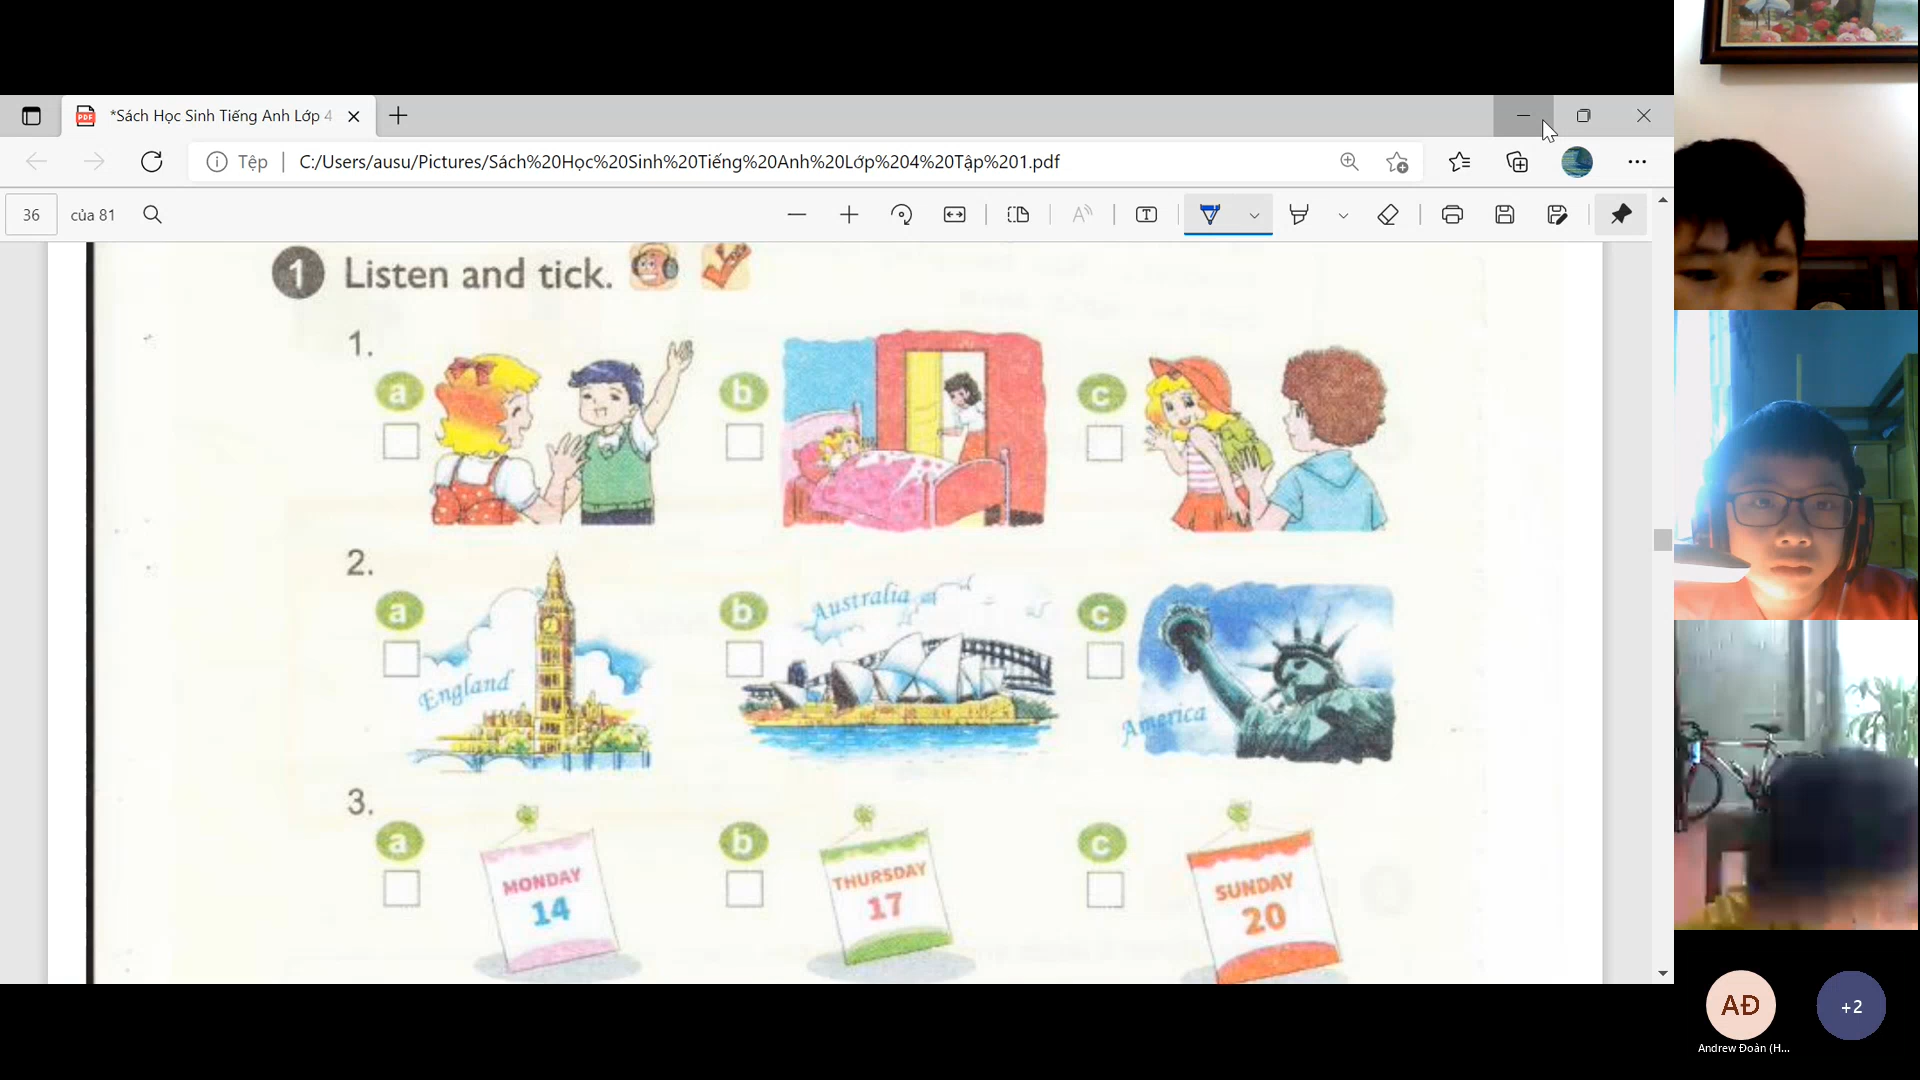 *Sách Học Sinh Tiếng Anh Lớp 4
Tệp
C:/Users/ausu/Pictures/Sách%20Học%20Sinh%20Tiếng%20Anh%20Lớp%204%20Tập%201.pdf
36
của 81
1 Listen and tick.
1.
a
b
c
2.
a
b
c
England
Australia
America
3.
a
b
c
MONDAY
14
THURSDAY
17
SUNDAY
20
AĐ
+2
Andrew Đoàn (H...